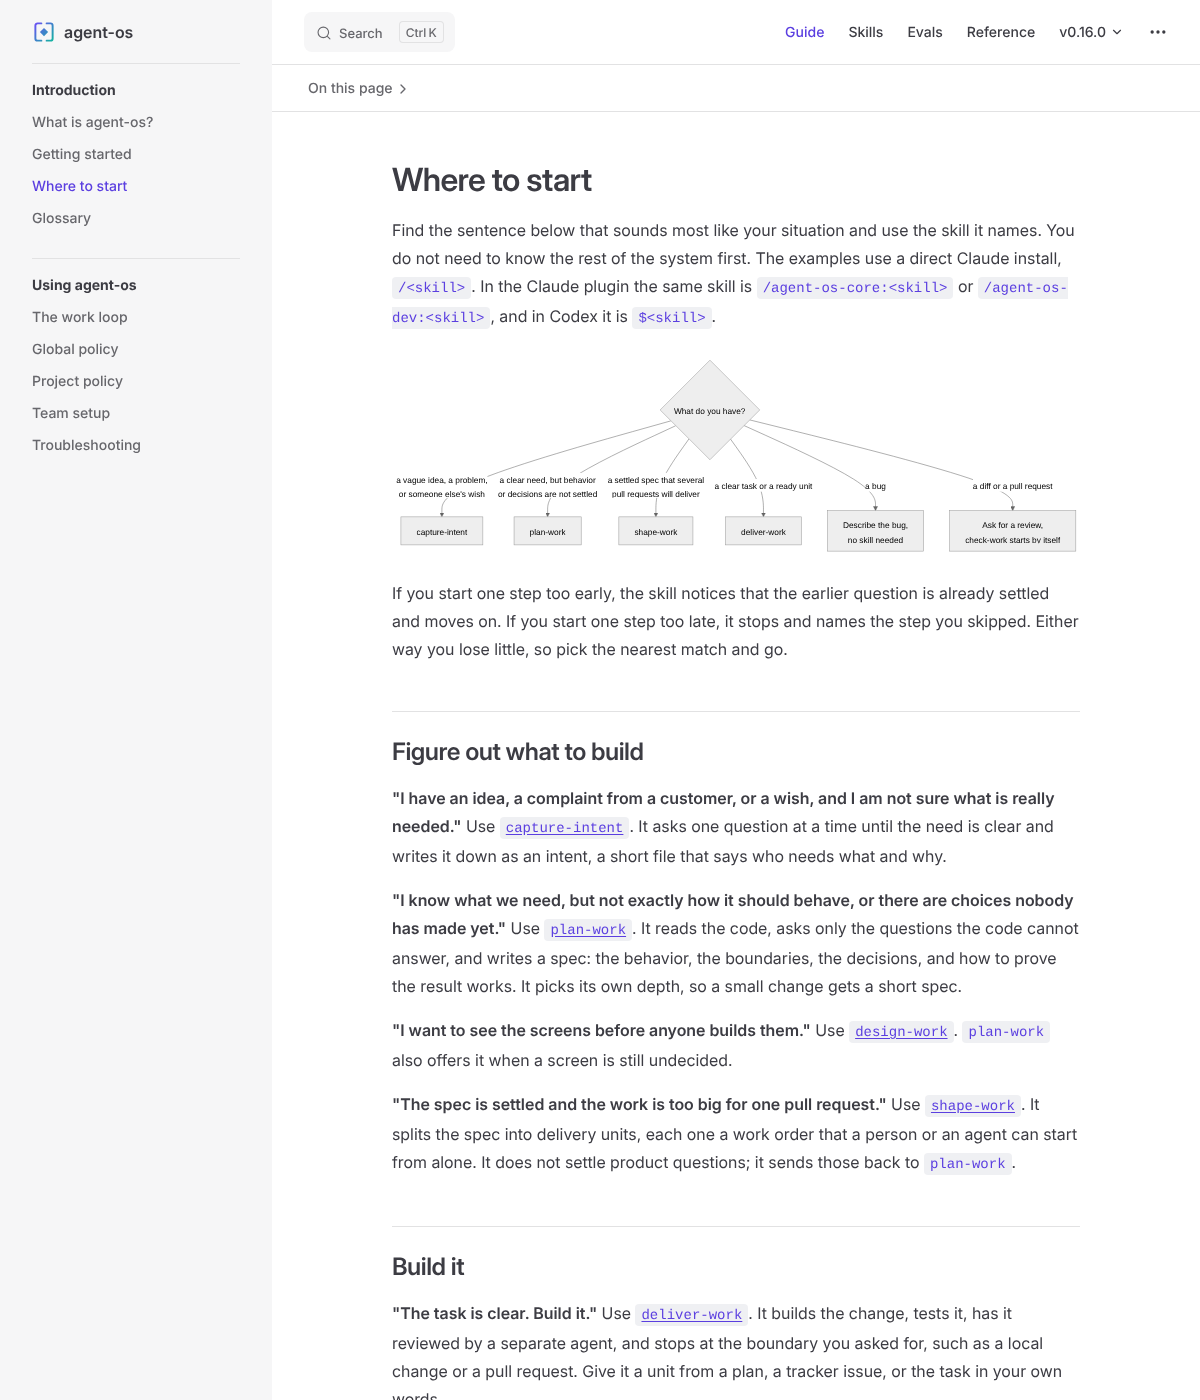 agent-os
Search Ctrl K
Guide Skills Evals Reference v0.16.0
On this page
Introduction
What is agent-os?
Getting started
Where to start
Glossary
Using agent-os
The work loop
Global policy
Project policy
Team setup
Troubleshooting
Where to start
Find the sentence below that sounds most like your situation and use the skill it names. You
do not need to know the rest of the system first. The examples use a direct Claude install,
/<skill>. In the Claude plugin the same skill is /agent-os-core:<skill> or /agent-os-
dev:<skill>, and in Codex it is $<skill>.
What do you have?
a vague idea, a problem,
or someone else's wish
a clear need, but behavior
or decisions are not settled
a settled spec that several
pull requests will deliver
a clear task or a ready unit
a bug
a diff or a pull request
capture-intent
plan-work
shape-work
deliver-work
Describe the bug,
no skill needed
Ask for a review,
check-work starts by itself
If you start one step too early, the skill notices that the earlier question is already settled
and moves on. If you start one step too late, it stops and names the step you skipped. Either
way you lose little, so pick the nearest match and go.
Figure out what to build
"I have an idea, a complaint from a customer, or a wish, and I am not sure what is really
needed." Use capture-intent. It asks one question at a time until the need is clear and
writes it down as an intent, a short file that says who needs what and why.
"I know what we need, but not exactly how it should behave, or there are choices nobody
has made yet." Use plan-work. It reads the code, asks only the questions the code cannot
answer, and writes a spec: the behavior, the boundaries, the decisions, and how to prove
the result works. It picks its own depth, so a small change gets a short spec.
"I want to see the screens before anyone builds them." Use design-work. plan-work
also offers it when a screen is still undecided.
"The spec is settled and the work is too big for one pull request." Use shape-work. It
splits the spec into delivery units, each one a work order that a person or an agent can start
from alone. It does not settle product questions; it sends those back to plan-work.
Build it
"The task is clear. Build it." Use deliver-work. It builds the change, tests it, has it
reviewed by a separate agent, and stops at the boundary you asked for, such as a local
change or a pull request. Give it a unit from a plan, a tracker issue, or the task in your own
words.